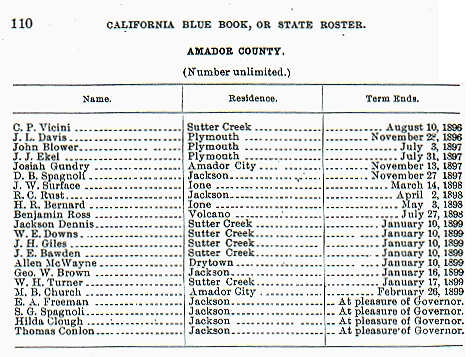 110 CALIFORNIA BLUE BOOK, OR STATE ROSTER.
AMADOR COUNTY.
(Number unlimited.)
Name. Residence. Term Ends.
C. P. Vicini Sutter Creek August 10, 1896
J. L. Davis Plymouth November 28, 1896
John Blower Plymouth July 3, 1897
J. J. Ekel Plymouth July 31, 1897
Josiah Gundry Amador City November 13, 1897
D. B. Spagnoli Jackson November 27 1897
J. W. Surface Ione March 14, 1898
R. C. Rust Jackson April 2, 1898
H. R. Bernard Ione May 3, 1898
Benjamin Ross Volcano July 27, 1898
Jackson Dennis Sutter Creek January 10, 1899
W. E. Downs Sutter Creek January 10, 1899
J. H. Giles Sutter Creek January 10, 1899
J. E. Bawden Sutter Creek January 10, 1899
Allen McWayne Drytown January 10, 1899
Geo. W. Brown Jackson January 16, 1899
W. H. Turner Sutter Creek January 17, 1899
M. B. Church Amador City February 26, 1899
E. A. Freeman Jackson At pleasure of Governor.
S. G. Spagnoli Jackson At pleasure of Governor.
Hilda Clough Jackson At pleasure of Governor.
Thomas Conlon Jackson At pleasure of Governor.